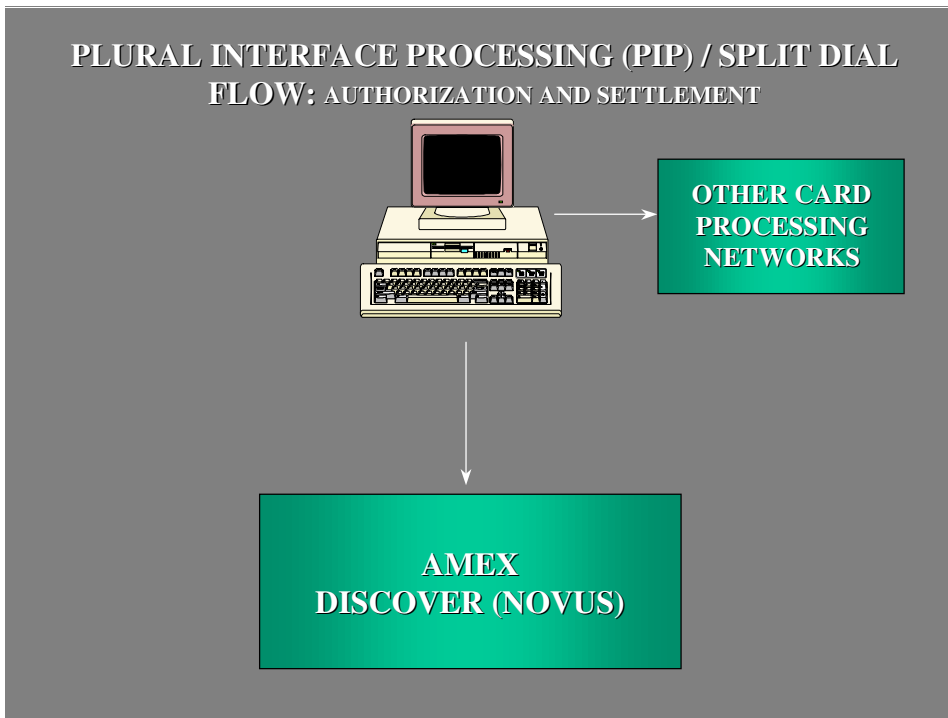 PLURAL INTERFACE PROCESSING (PIP) / SPLIT DIAL
FLOW: AUTHORIZATION AND SETTLEMENT
OTHER CARD
PROCESSING
NETWORKS
AMEX
DISCOVER (NOVUS)